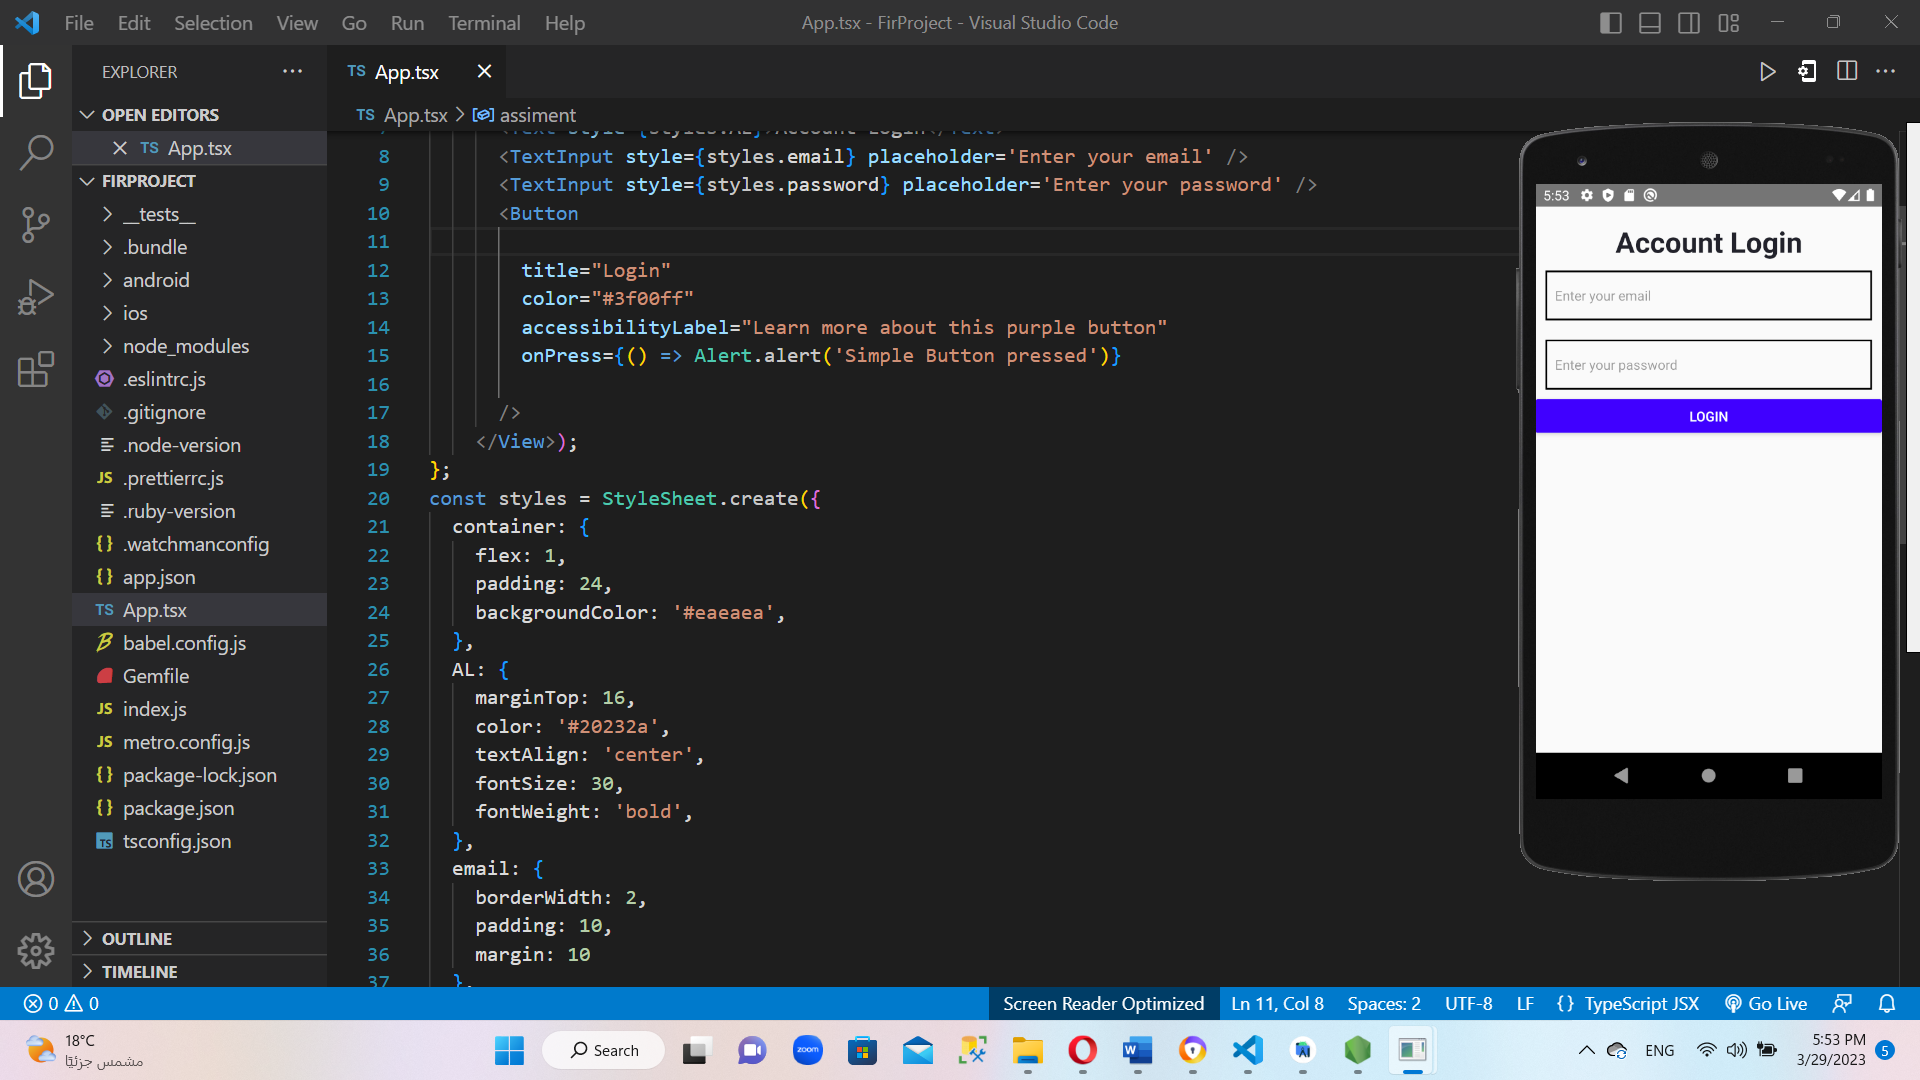 File Edit Selection View Go Run Terminal Help
App.tsx - FirProject - Visual Studio Code
EXPLORER
OPEN EDITORS
TS App.tsx
FIRPROJECT
__tests__
.bundle
android
ios
node_modules
.eslintrc.js
.gitignore
.node-version
JS .prettierrc.js
.ruby-version
{} .watchmanconfig
{} app.json
TS App.tsx
babel.config.js
Gemfile
JS index.js
JS metro.config.js
{} package-lock.json
{} package.json
TS tsconfig.json
OUTLINE
TIMELINE
TS App.tsx
TS App.tsx > assiment
7 <Text style={styles.AL}>Account Login</Text>
8 <TextInput style={styles.email} placeholder='Enter your email' />
9 <TextInput style={styles.password} placeholder='Enter your password' />
10 <Button
11
12 title="Login"
13 color="#3f00ff"
14 accessibilityLabel="Learn more about this purple button"
15 onPress={() => Alert.alert('Simple Button pressed')}
16
17 />
18 </View>);
19 };
20 const styles = StyleSheet.create({
21 container: {
22 flex: 1,
23 padding: 24,
24 backgroundColor: '#eaeaea',
25 },
26 AL: {
27 marginTop: 16,
28 color: '#20232a',
29 textAlign: 'center',
30 fontSize: 30,
31 fontWeight: 'bold',
32 },
33 email: {
34 borderWidth: 2,
35 padding: 10,
36 margin: 10
37 },
5:53
Account Login
Enter your email
Enter your password
LOGIN
0 0
Screen Reader Optimized Ln 11, Col 8 Spaces: 2 UTF-8 LF {} TypeScript JSX Go Live
18°C
مشمس جزئيًا
Search
zoom
ENG
5:53 PM
3/29/2023
5